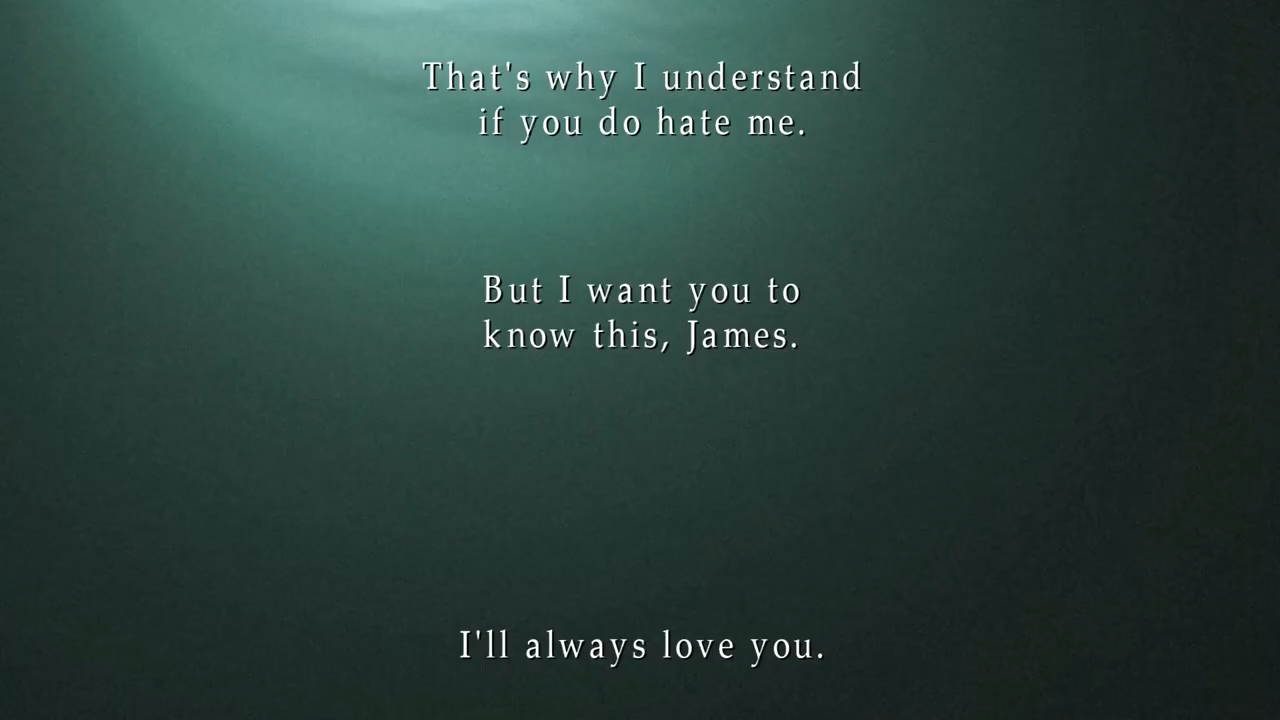 That's why I understand
if you do hate me.
But I want you to
know this, James.
I'll always love you.